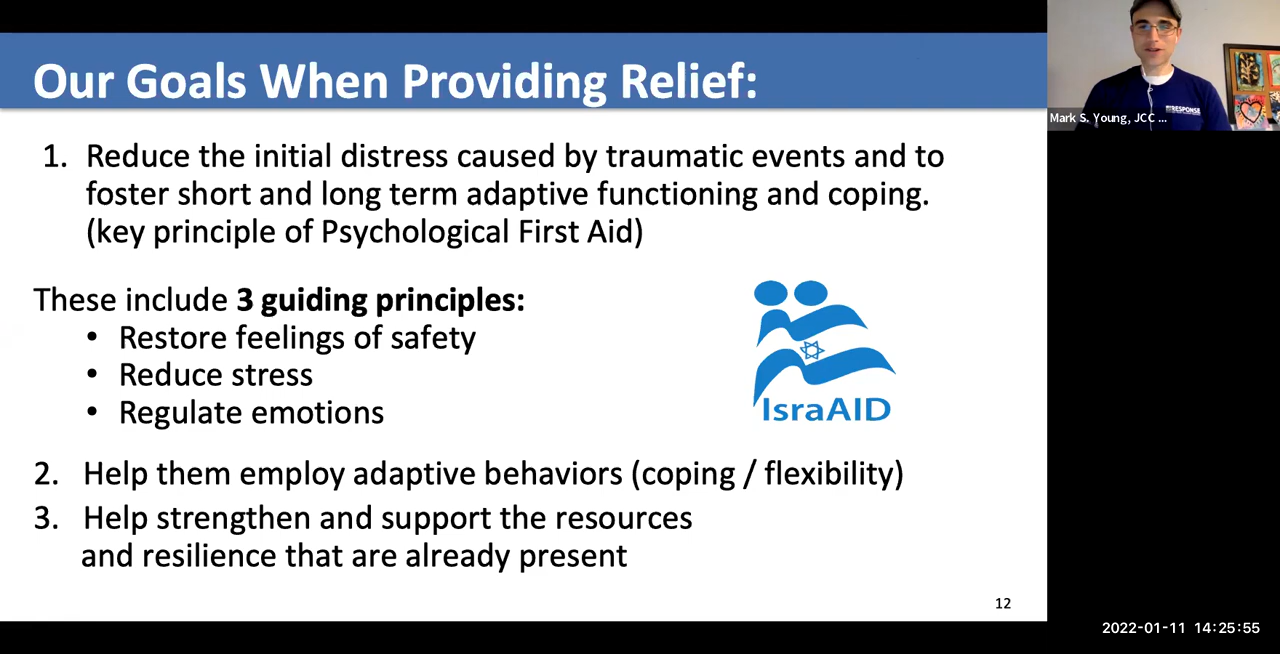 Our Goals When Providing Relief:
1. Reduce the initial distress caused by traumatic events and to
foster short and long term adaptive functioning and coping.
(key principle of Psychological First Aid)
These include 3 guiding principles:
• Restore feelings of safety
• Reduce stress
• Regulate emotions
IsraAID
2. Help them employ adaptive behaviors (coping / flexibility)
3. Help strengthen and support the resources
and resilience that are already present
12
RESPONSE
Mark S. Young, JCC ...
2022-01-11 14:25:55